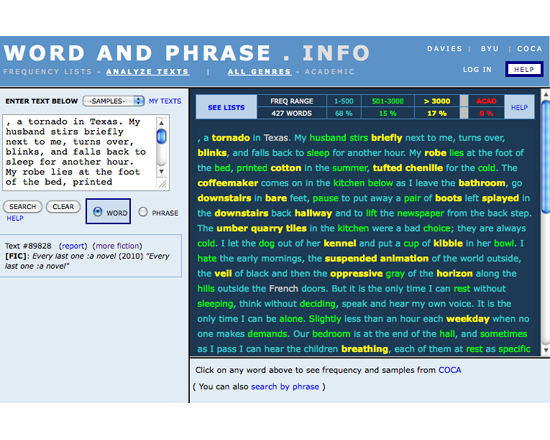 WORD AND PHRASE . INFO
DAVIES | BYU | COCA
FREQUENCY LISTS - ANALYZE TEXTS | ALL GENRES - ACADEMIC
LOG IN HELP
ENTER TEXT BELOW -SAMPLES- MY TEXTS
, a tornado in Texas. My
husband stirs briefly
next to me, turns over,
blinks, and falls back to
sleep for another hour.
My robe lies at the foot
of the bed, printed
SEARCH CLEAR WORD PHRASE
HELP
Text #89828 (report) (more fiction)
[FIC]: Every last one :a novel (2010) "Every
last one :a novel"
SEE LISTS FREQ RANGE 1-500 501-3000 > 3000 ACAD HELP
427 WORDS 68 % 15 % 17 % 0 %
, a tornado in Texas. My husband stirs briefly next to me, turns over,
blinks, and falls back to sleep for another hour. My robe lies at the foot of
the bed, printed cotton in the summer, tufted chenille for the cold. The
coffeemaker comes on in the kitchen below as I leave the bathroom, go
downstairs in bare feet, pause to put away a pair of boots left splayed in
the downstairs back hallway and to lift the newspaper from the back step.
The umber quarry tiles in the kitchen were a bad choice; they are always
cold. I let the dog out of her kennel and put a cup of kibble in her bowl. I
hate the early mornings, the suspended animation of the world outside,
the veil of black and then the oppressive gray of the horizon along the
hills outside the French doors. But it is the only time I can rest without
sleeping, think without deciding, speak and hear my own voice. It is the
only time I can be alone. Slightly less than an hour each weekday when no
one makes demands. Our bedroom is at the end of the hall, and sometimes
as I pass I can hear the children breathing, each of them at rest as specific
Click on any word above to see frequency and samples from COCA
( You can also search by phrase )